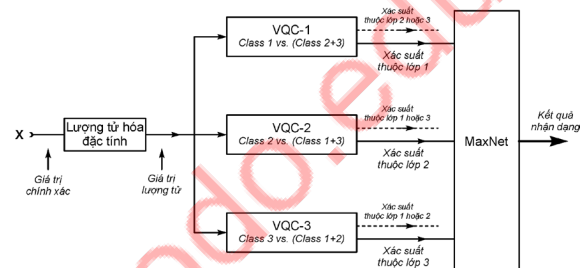 X
Lượng tử hóa
đặc tính
Giá trị
chính xác
Giá trị
lượng tử
VQC-1
Class 1 vs. (Class 2+3)
Xác suất
thuộc lớp 2 hoặc 3
Xác suất
thuộc lớp 1
VQC-2
Class 2 vs. (Class 1+3)
Xác suất
thuộc lớp 1 hoặc 3
Xác suất
thuộc lớp 2
VQC-3
Class 3 vs. (Class 1+2)
Xác suất
thuộc lớp 1 hoặc 2
Xác suất
thuộc lớp 3
MaxNet
Kết quả
nhận dạng